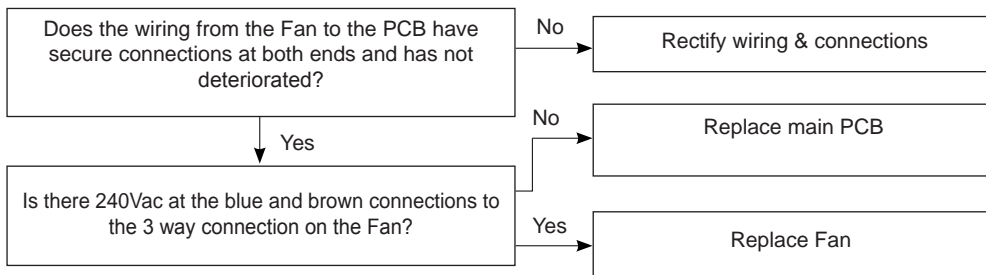 Does the wiring from the Fan to the PCB have
secure connections at both ends and has not
deteriorated?
No
Rectify wiring & connections
Yes
No
Replace main PCB
Is there 240Vac at the blue and brown connections to
the 3 way connection on the Fan?
Yes
Replace Fan